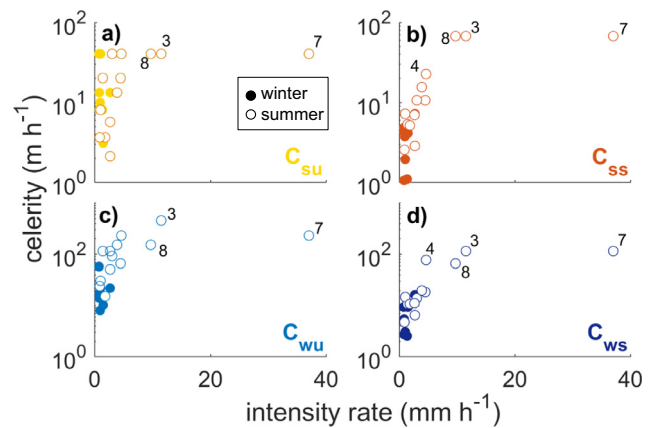 a)
b)
10²
10¹
10⁰
3
8
7
winter
summer
C_su
10²
10¹
10⁰
8
3
7
4
C_ss
c)
d)
10²
10⁰
3
8
7
C_wu
10²
10⁰
4
3
8
7
C_ws
0
20
40
0
20
40
celerity (m h⁻¹)
intensity rate (mm h⁻¹)